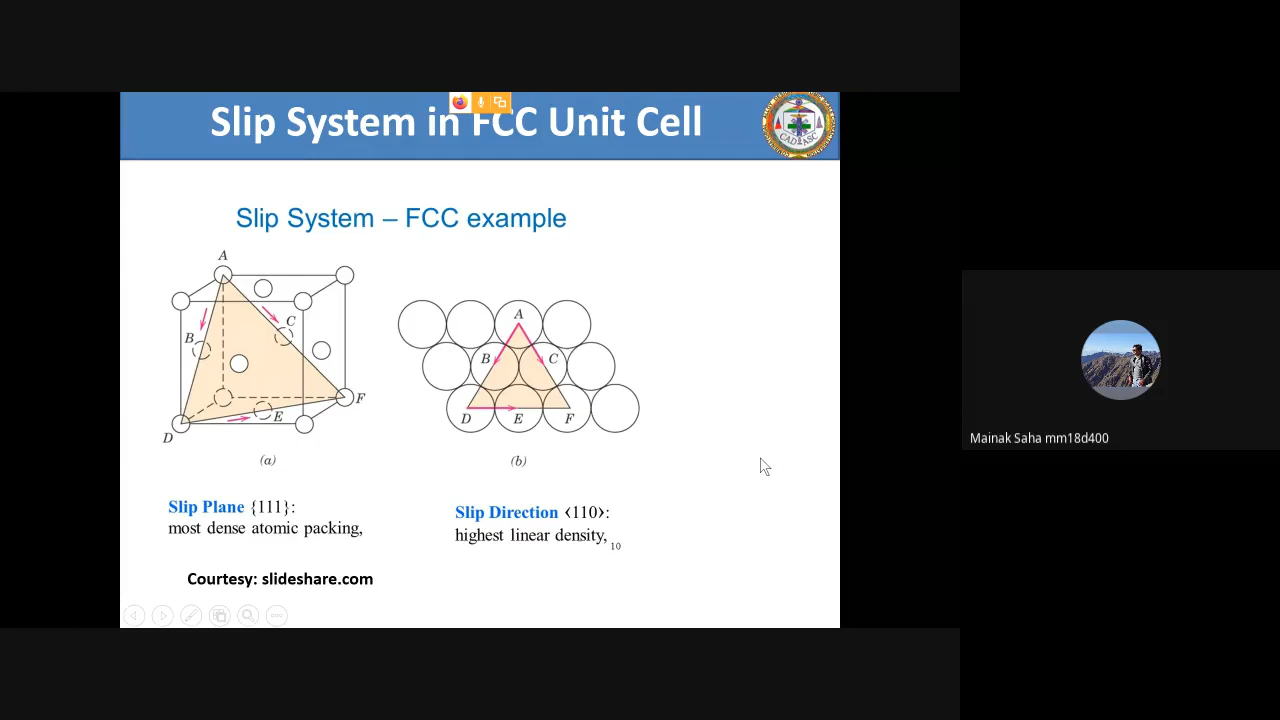 Slip System in FCC Unit Cell
CADASC
Slip System – FCC example
A
B
C
D
E
F
(a)
A
B
C
D
E
F
(b)
Slip Plane {111}:
most dense atomic packing,
Slip Direction ‹110›:
highest linear density,
10
Courtesy: slideshare.com
Mainak Saha mm18d400